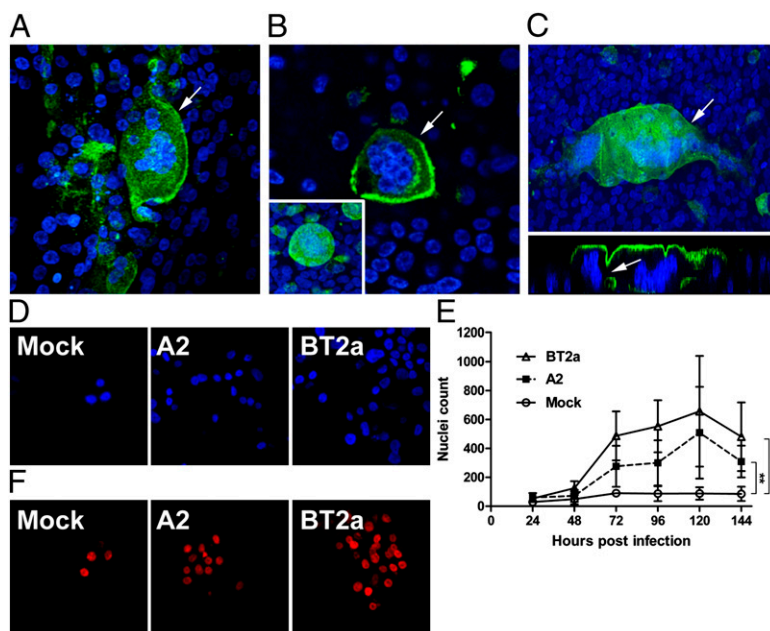 A
B
C
D
Mock
A2
BT2a
E
1200
1000
800
600
400
200
0
Nuclei count
BT2a
A2
Mock
**
0 24 48 72 96 120 144
Hours post infection
F
Mock
A2
BT2a